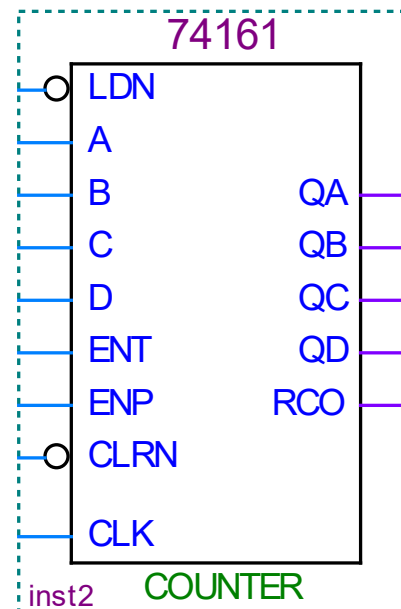 74161
LDN
A
B QA
C QB
D QC
ENT QD
ENP RCO
CLRN
CLK
inst2 COUNTER